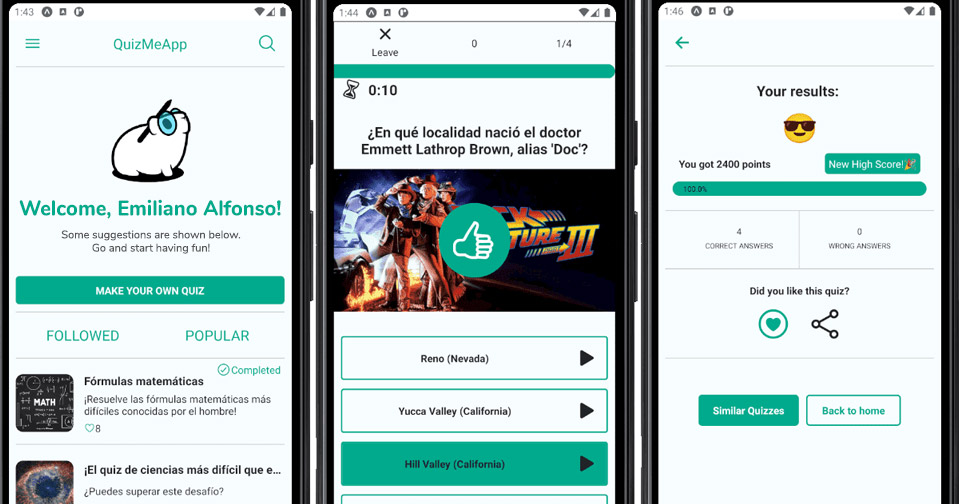 1:43
QuizMeApp
Welcome, Emiliano Alfonso!
Some suggestions are shown below.
Go and start having fun!
MAKE YOUR OWN QUIZ
FOLLOWED
POPULAR
Completed
Fórmulas matemáticas
MATH
¡Resuelve las fórmulas matemáticas más
difíciles conocidas por el hombre!
8
¡El quiz de ciencias más difícil que e...
¿Puedes superar este desafío?
1:44
Leave
0
1/4
0:10
¿En qué localidad nació el doctor
Emmett Lathrop Brown, alias 'Doc'?
III
Reno (Nevada)
Yucca Valley (California)
Hill Valley (California)
1:46
Your results:
You got 2400 points
New High Score!🎉
100.0%
4
CORRECT ANSWERS
0
WRONG ANSWERS
Did you like this quiz?
Similar Quizzes
Back to home